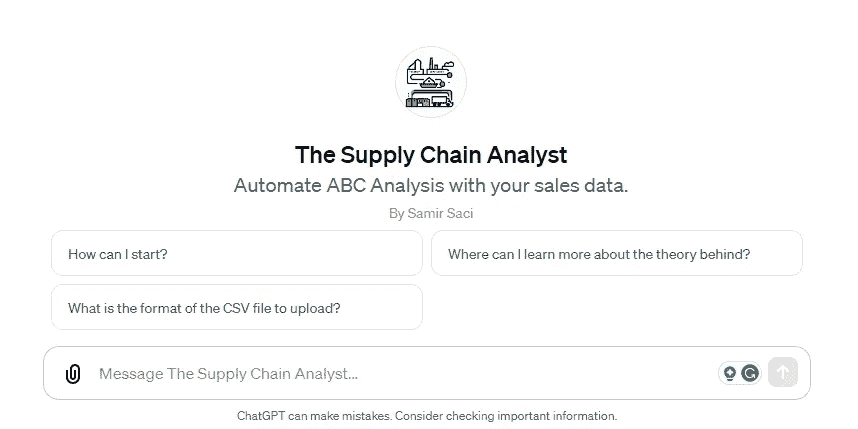 The Supply Chain Analyst
Automate ABC Analysis with your sales data.
By Samir Saci
How can I start?
Where can I learn more about the theory behind?
What is the format of the CSV file to upload?
Message The Supply Chain Analyst...
ChatGPT can make mistakes. Consider checking important information.